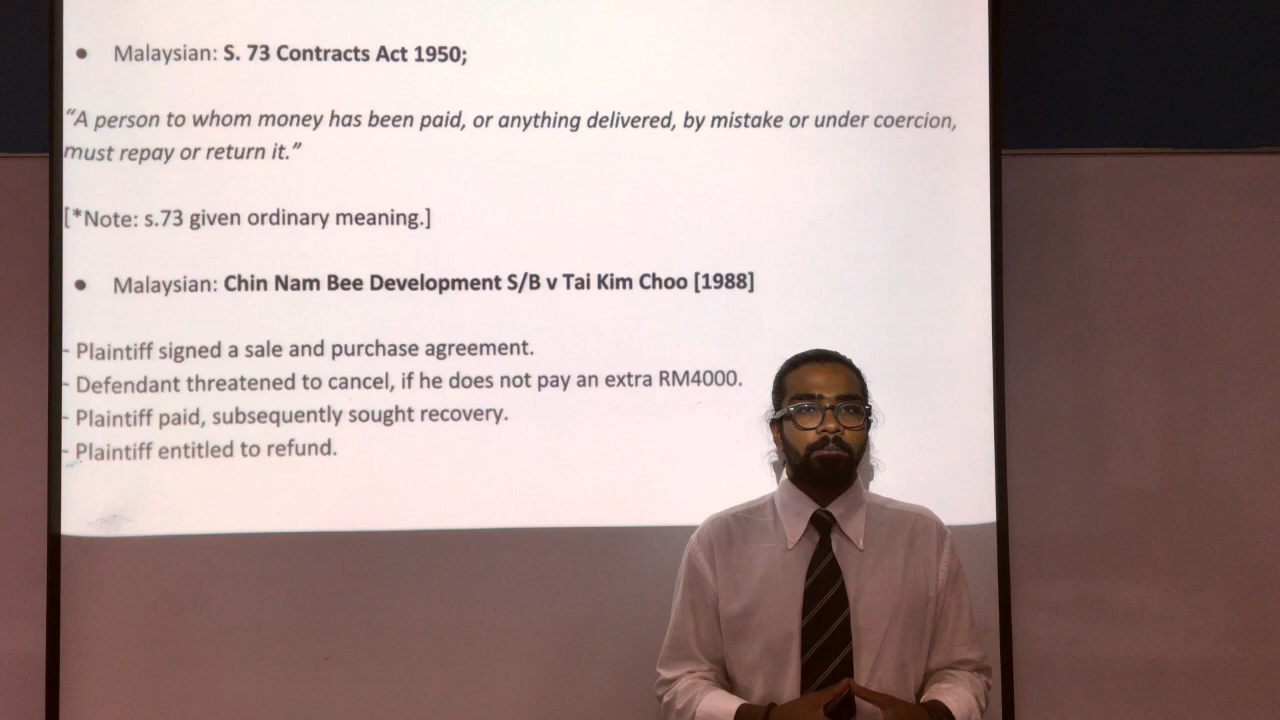 ● Malaysian: S. 73 Contracts Act 1950;
“A person to whom money has been paid, or anything delivered, by mistake or under coercion,
must repay or return it.”
[*Note: s.73 given ordinary meaning.]
● Malaysian: Chin Nam Bee Development S/B v Tai Kim Choo [1988]
- Plaintiff signed a sale and purchase agreement.
- Defendant threatened to cancel, if he does not pay an extra RM4000.
- Plaintiff paid, subsequently sought recovery.
- Plaintiff entitled to refund.